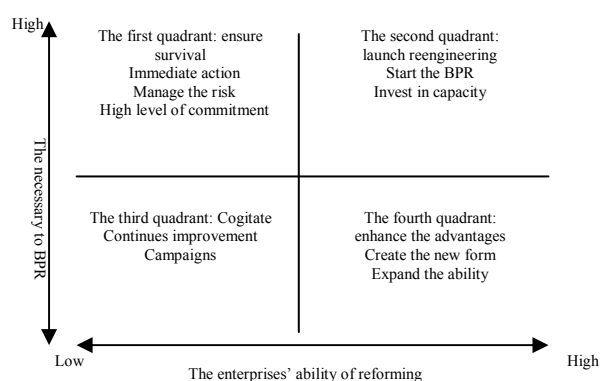 High
The first quadrant: ensure
survival
Immediate action
Manage the risk
High level of commitment
The second quadrant:
launch reengineering
Start the BPR
Invest in capacity
The necessary to BPR
The third quadrant: Cogitate
Continues improvement
Campaigns
The fourth quadrant:
enhance the advantages
Create the new form
Expand the ability
Low
High
The enterprises' ability of reforming